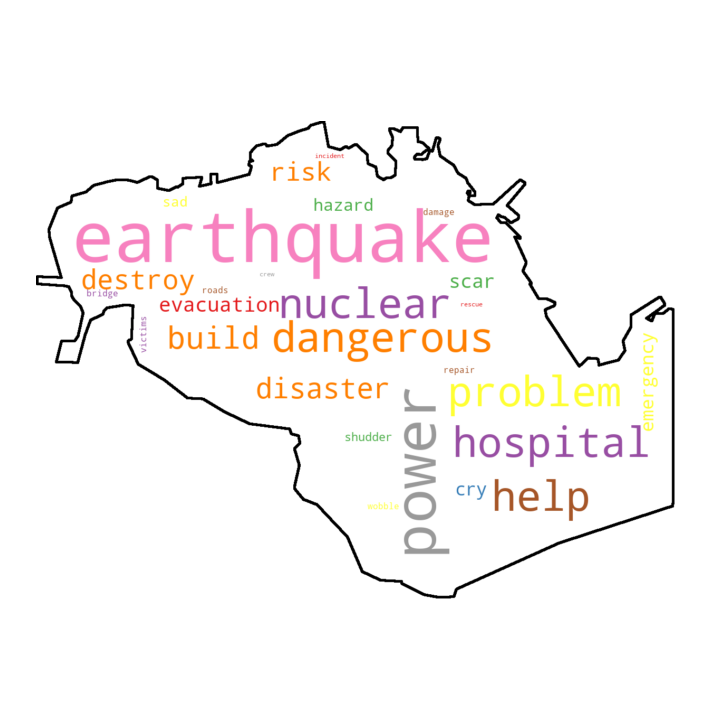 incident
risk
sad
hazard
damage
earthquake
crew
destroy
scar
roads
bridge
evacuation
nuclear
rescue
victims
build
dangerous
repair
disaster
problem
emergency
power
shudder
hospital
cry
help